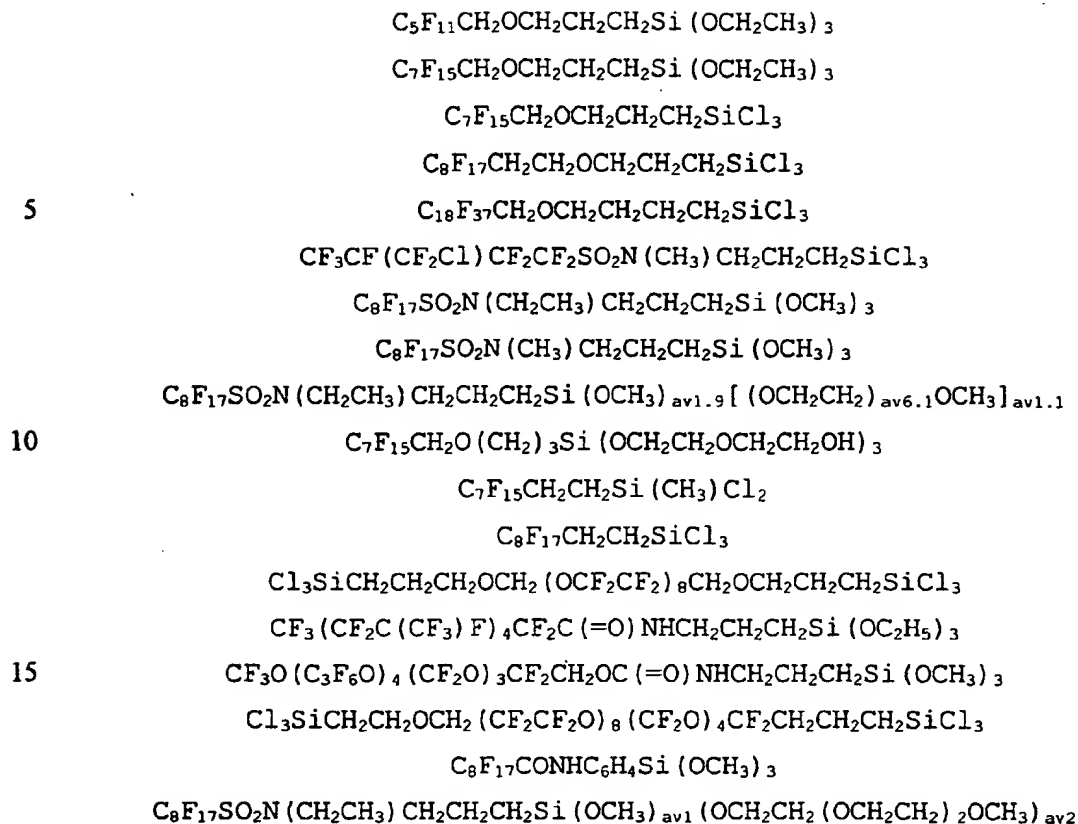 C₅F₁₁CH₂OCH₂CH₂CH₂Si(OCH₂CH₃)₃
C₇F₁₅CH₂OCH₂CH₂CH₂Si(OCH₂CH₃)₃
C₇F₁₅CH₂OCH₂CH₂CH₂SiCl₃
C₈F₁₇CH₂CH₂OCH₂CH₂CH₂SiCl₃
5 C₁₈F₃₇CH₂OCH₂CH₂CH₂CH₂SiCl₃
CF₃CF(CF₂Cl)CF₂CF₂SO₂N(CH₃)CH₂CH₂CH₂SiCl₃
C₈F₁₇SO₂N(CH₂CH₃)CH₂CH₂CH₂Si(OCH₃)₃
C₈F₁₇SO₂N(CH₃)CH₂CH₂CH₂Si(OCH₃)₃
C₈F₁₇SO₂N(CH₂CH₃)CH₂CH₂CH₂Si(OCH₃)av1.9[(OCH₂CH₂)av6.1OCH₃]av1.1
10 C₇F₁₅CH₂O(CH₂)₃Si(OCH₂CH₂OCH₂CH₂OH)₃
C₇F₁₅CH₂CH₂Si(CH₃)Cl₂
C₈F₁₇CH₂CH₂SiCl₃
Cl₃SiCH₂CH₂CH₂OCH₂(OCF₂CF₂)₈CH₂OCH₂CH₂CH₂SiCl₃
CF₃(CF₂C(CF₃)F)₄CF₂C(=O)NHCH₂CH₂CH₂Si(OC₂H₅)₃
15 CF₃O(C₃F₆O)₄(CF₂O)₃CF₂CH₂OC(=O)NHCH₂CH₂CH₂Si(OCH₃)₃
Cl₃SiCH₂CH₂OCH₂(CF₂CF₂O)₈(CF₂O)₄CF₂CH₂CH₂CH₂SiCl₃
C₈F₁₇CONHC₆H₄Si(OCH₃)₃
C₈F₁₇SO₂N(CH₂CH₃)CH₂CH₂CH₂Si(OCH₃)av1(OCH₂CH₂(OCH₂CH₂)₂OCH₃)av2